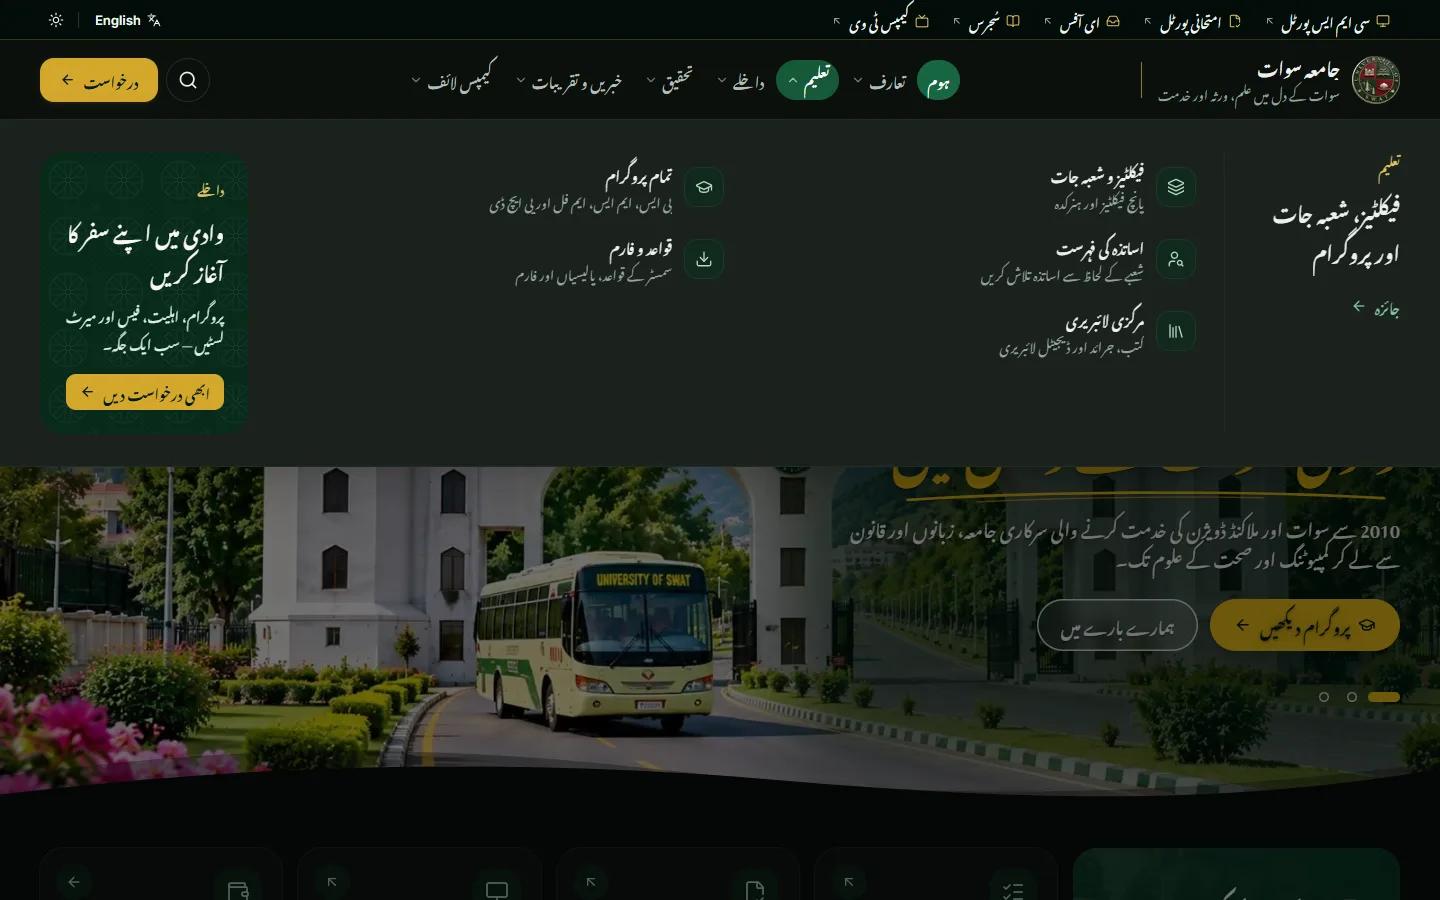 سی ایم ایس پورٹل
امتحانی پورٹل
ای آفس
سُجرس
کیمپس ٹی وی
English
جامعہ سوات
سوات کے دل میں علم، ورثہ اور خدمت
ہوم
تعارف
تعلیم
داخلے
تحقیق
خبریں و تقریبات
کیمپس لائف
درخواست
تعلیم
فیکلٹیز، شعبہ جات
اور پروگرام
جائزہ
فیکلٹیز و شعبہ جات
پانچ فیکلٹیز اور ہنرکدہ
اساتذہ کی فہرست
شعبے کے لحاظ سے اساتذہ تلاش کریں
مرکزی لائبریری
کتب، جرائد اور ڈیجیٹل لائبریری
تمام پروگرام
بی ایس، ایم ایس، ایم فل اور پی ایچ ڈی
قواعد و فارم
سمسٹر کے قواعد، پالیسیاں اور فارم
داخلے
وادی میں اپنے سفر کا
آغاز کریں
پروگرام، اہلیت، فیس اور میرٹ
لسٹیں — سب ایک جگہ۔
ابھی درخواست دیں
2010 سے سوات اور ملاکنڈ ڈویژن کی خدمت کرنے والی سرکاری جامعہ، زبانوں اور قانون
سے لے کر کمپیوٹنگ اور صحت کے علوم تک۔
پروگرام دیکھیں
ہمارے بارے میں
UNIVERSITY OF SWAT